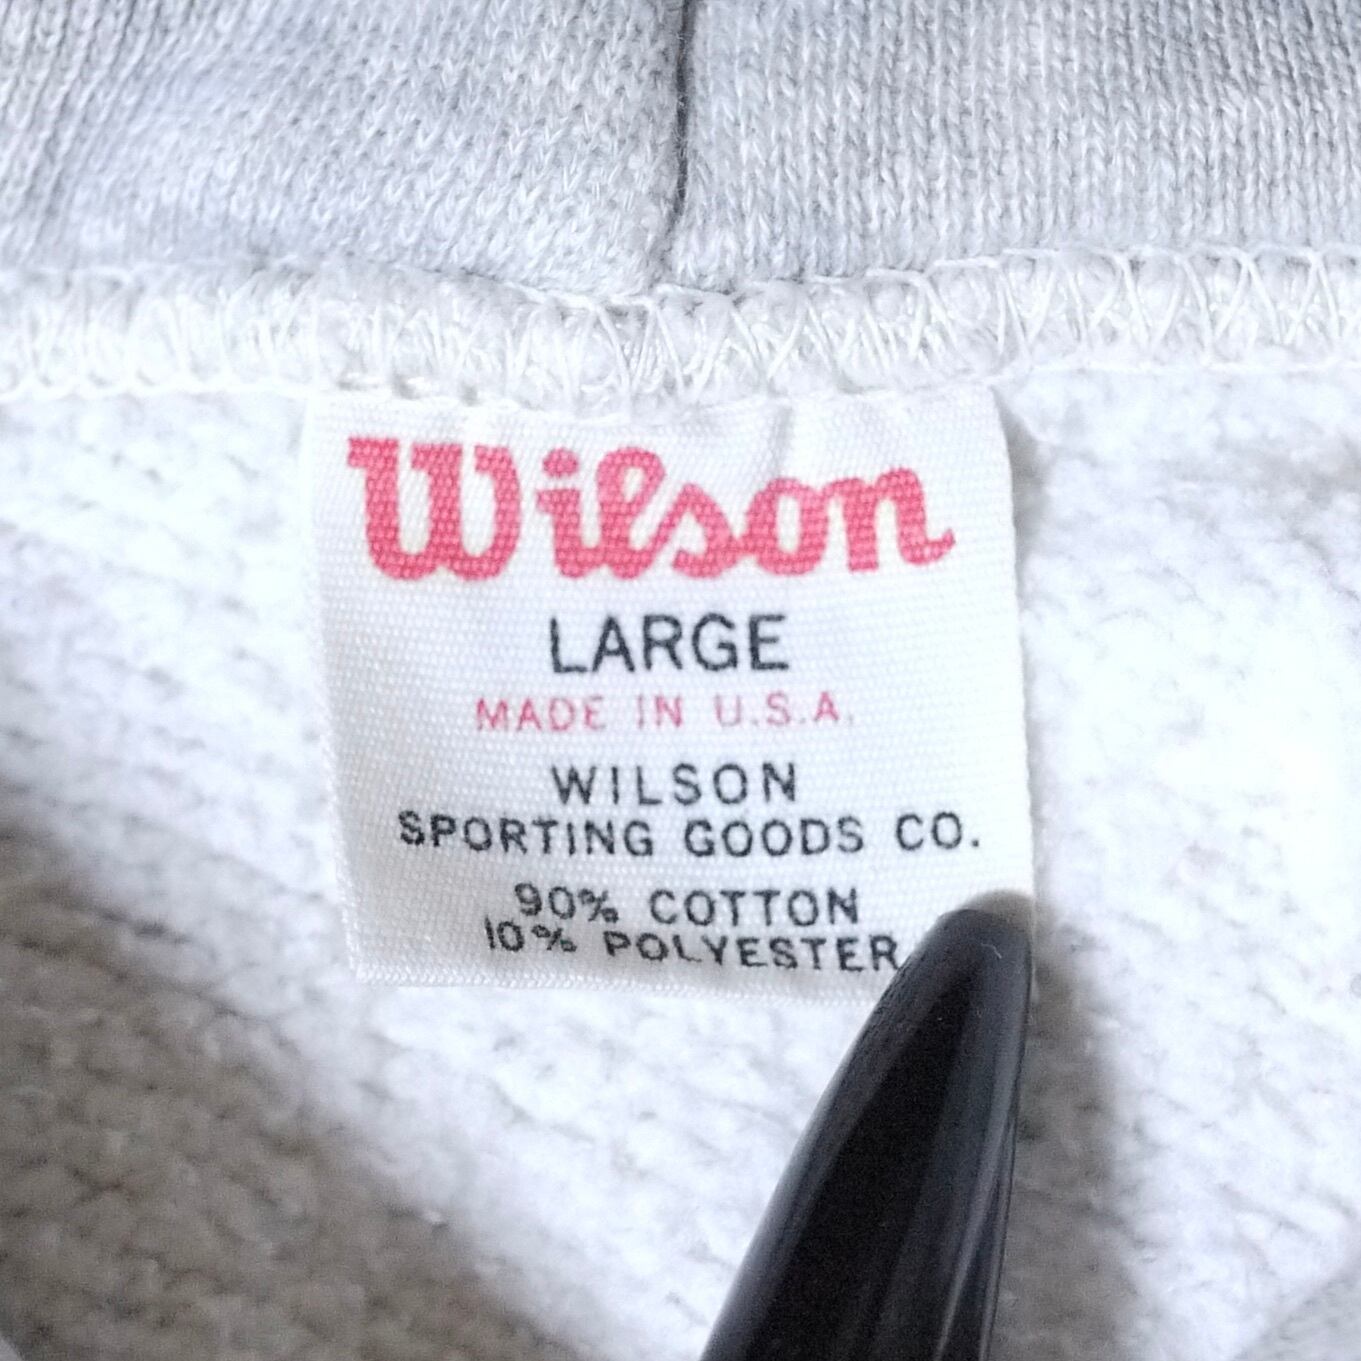 Wilson
LARGE
MADE IN U.S.A.
WILSON
SPORTING GOODS CO.
90% COTTON
10% POLYESTER